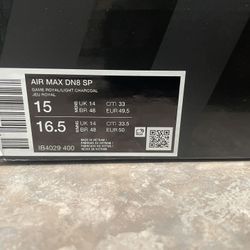 AIR MAX DN8 SP
GAME ROYAL/LIGHT CHARCOAL
JEU ROYAL
15 UK 14 CM 33
BR 48 EUR 49.5
16.5 UK 14 CM 33.5
BR 48 EUR 50
IB4029 400